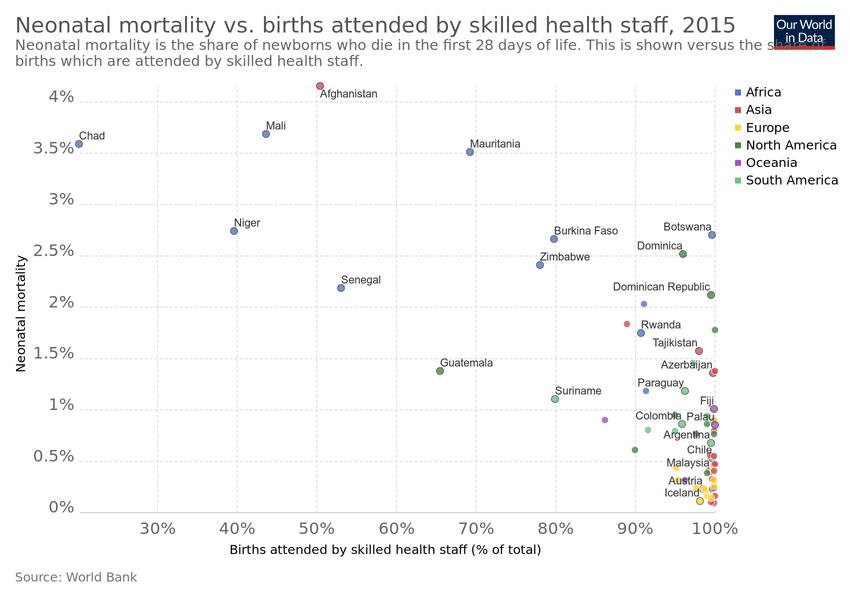 Neonatal mortality vs. births attended by skilled health staff, 2015
Our World
in Data
Neonatal mortality is the share of newborns who die in the first 28 days of life. This is shown versus the share of
births which are attended by skilled health staff.
4%
3.5%
3%
2.5%
2%
1.5%
1%
0.5%
0%
Neonatal mortality
Afghanistan
Chad
Mali
Mauritania
Niger
Burkina Faso
Botswana
Dominica
Zimbabwe
Senegal
Dominican Republic
Rwanda
Tajikistan
Guatemala
Azerbaijan
Suriname
Paraguay
Fiji
Colombia
Palau
Argentina
Chile
Malaysia
Austria
Iceland
30%
40%
50%
60%
70%
80%
90%
100%
Births attended by skilled health staff (% of total)
Africa
Asia
Europe
North America
Oceania
South America
Source: World Bank